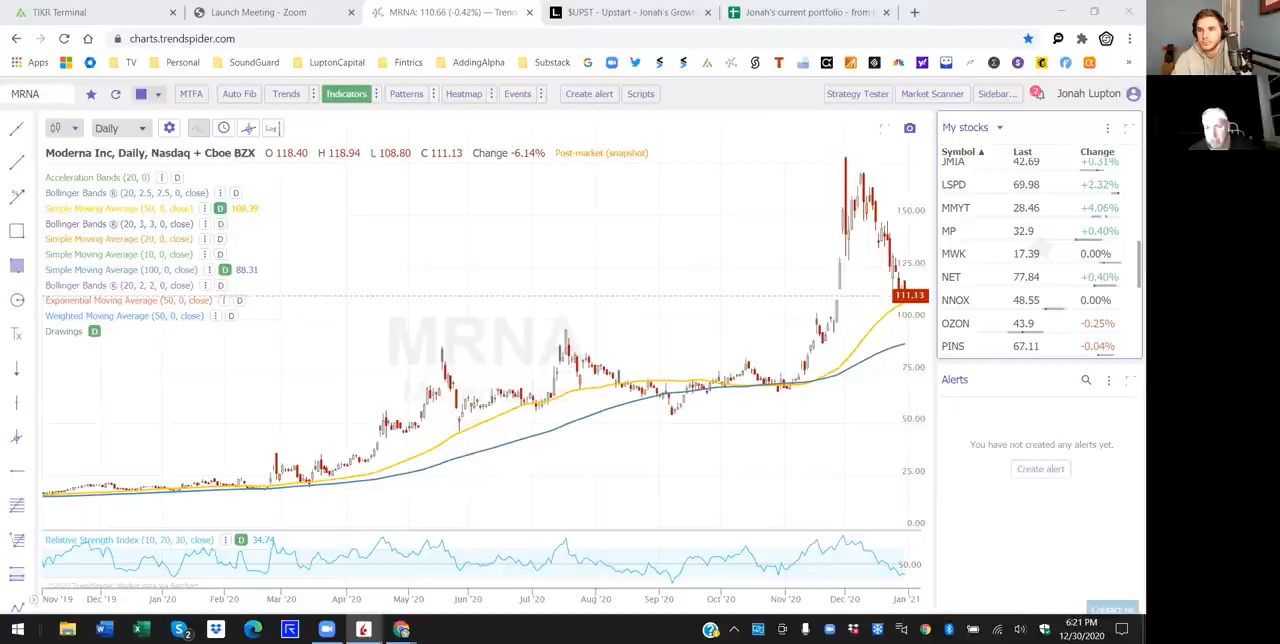 TIKR Terminal
Launch Meeting - Zoom
MRNA: 110.66 (-0.42%) — Trenc
$UPST - Upstart - Jonah's Growt
Jonah's current portfolio - from
charts.trendspider.com
Apps TV Personal SoundGuard LuptonCapital Fintrics AddingAlpha Substack
MRNA MTFA Auto Fib Trends Indicators Patterns Heatmap Events Create alert Scripts Strategy Tester Market Scanner Sidebar... 2 Jonah Lupton
Daily Log
Moderna Inc, Daily, Nasdaq + Cboe BZX O 118.40 H 118.94 L 108.80 C 111.13 Change -6.14% Post-market (snapshot)
Acceleration Bands (20, 0) D
Bollinger Bands ® (20, 2.5, 2.5, 0, close) D
Simple Moving Average (50, 0, close) D 108.39
Bollinger Bands ® (20, 3, 3, 0, close) D
Simple Moving Average (20, 0, close) D
Simple Moving Average (10, 0, close) D
Simple Moving Average (100, 0, close) D 88.31
Bollinger Bands ® (20, 2, 2, 0, close) D
Exponential Moving Average (50, 0, close) D
Weighted Moving Average (50, 0, close) D
Drawings D
MRNA
150.00
125.00
111.13
100.00
75.00
50.00
25.00
0.00
Relative Strength Index (10, 70, 30, close) D 34.74
50.00
©2020 TrendSpider. Market data via Barchart
Nov '19 Dec '19 Jan '20 Feb '20 Mar '20 Apr '20 May '20 Jun '20 Jul '20 Aug '20 Sep '20 Oct '20 Nov '20 Dec '20 Jan '21
My stocks
Symbol Last Change
JMIA 42.69 +0.31%
LSPD 69.98 +2.32%
MMYT 28.46 +4.06%
MP 32.9 +0.40%
MWK 17.39 0.00%
NET 77.84 +0.40%
NNOX 48.55 0.00%
OZON 43.9 -0.25%
PINS 67.11 -0.04%
Alerts
You have not created any alerts yet.
Create alert
Contact us
6:21 PM
12/30/2020